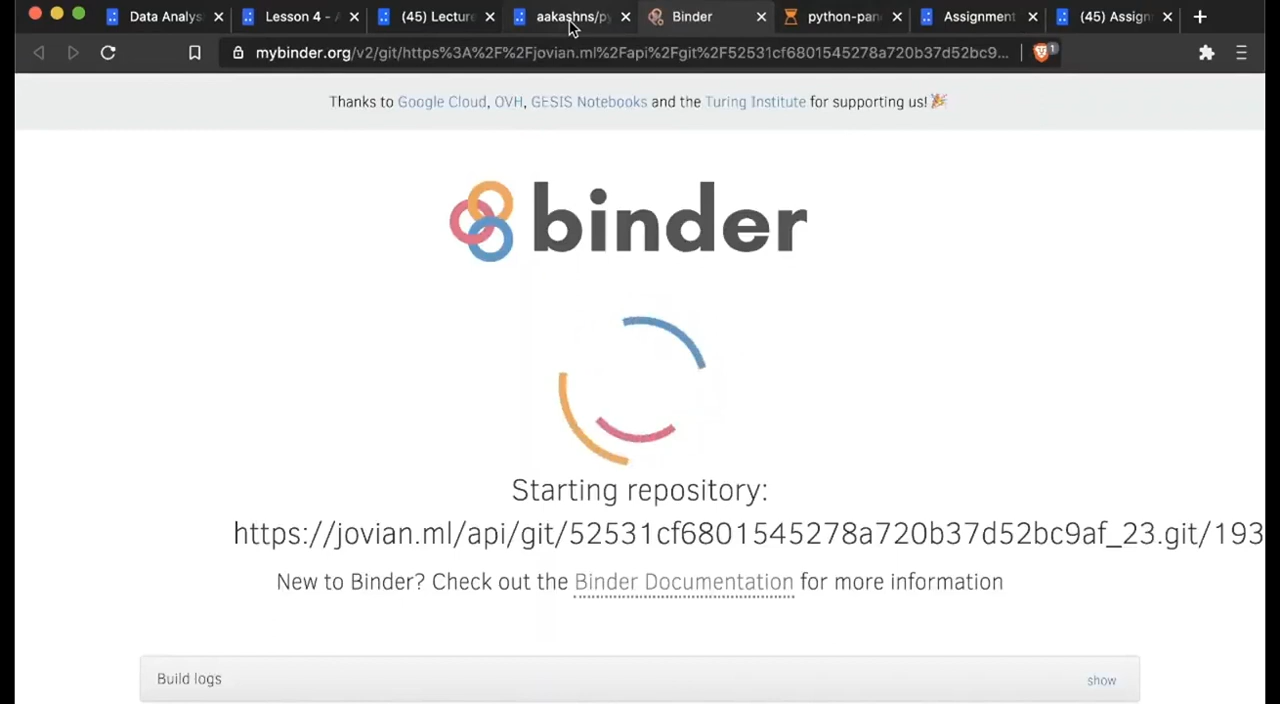 Data Analys
Lesson 4 - A
(45) Lecture
aakashns/py
Binder
python-pan
Assignment
(45) Assign
mybinder.org/v2/git/https%3A%2F%2Fjovian.ml%2Fapi%2Fgit%2F52531cf6801545278a720b37d52bc9... 1
Thanks to Google Cloud, OVH, GESIS Notebooks and the Turing Institute for supporting us! 🎉
binder
Starting repository:
https://jovian.ml/api/git/52531cf6801545278a720b37d52bc9af_23.git/193
New to Binder? Check out the Binder Documentation for more information
Build logs show